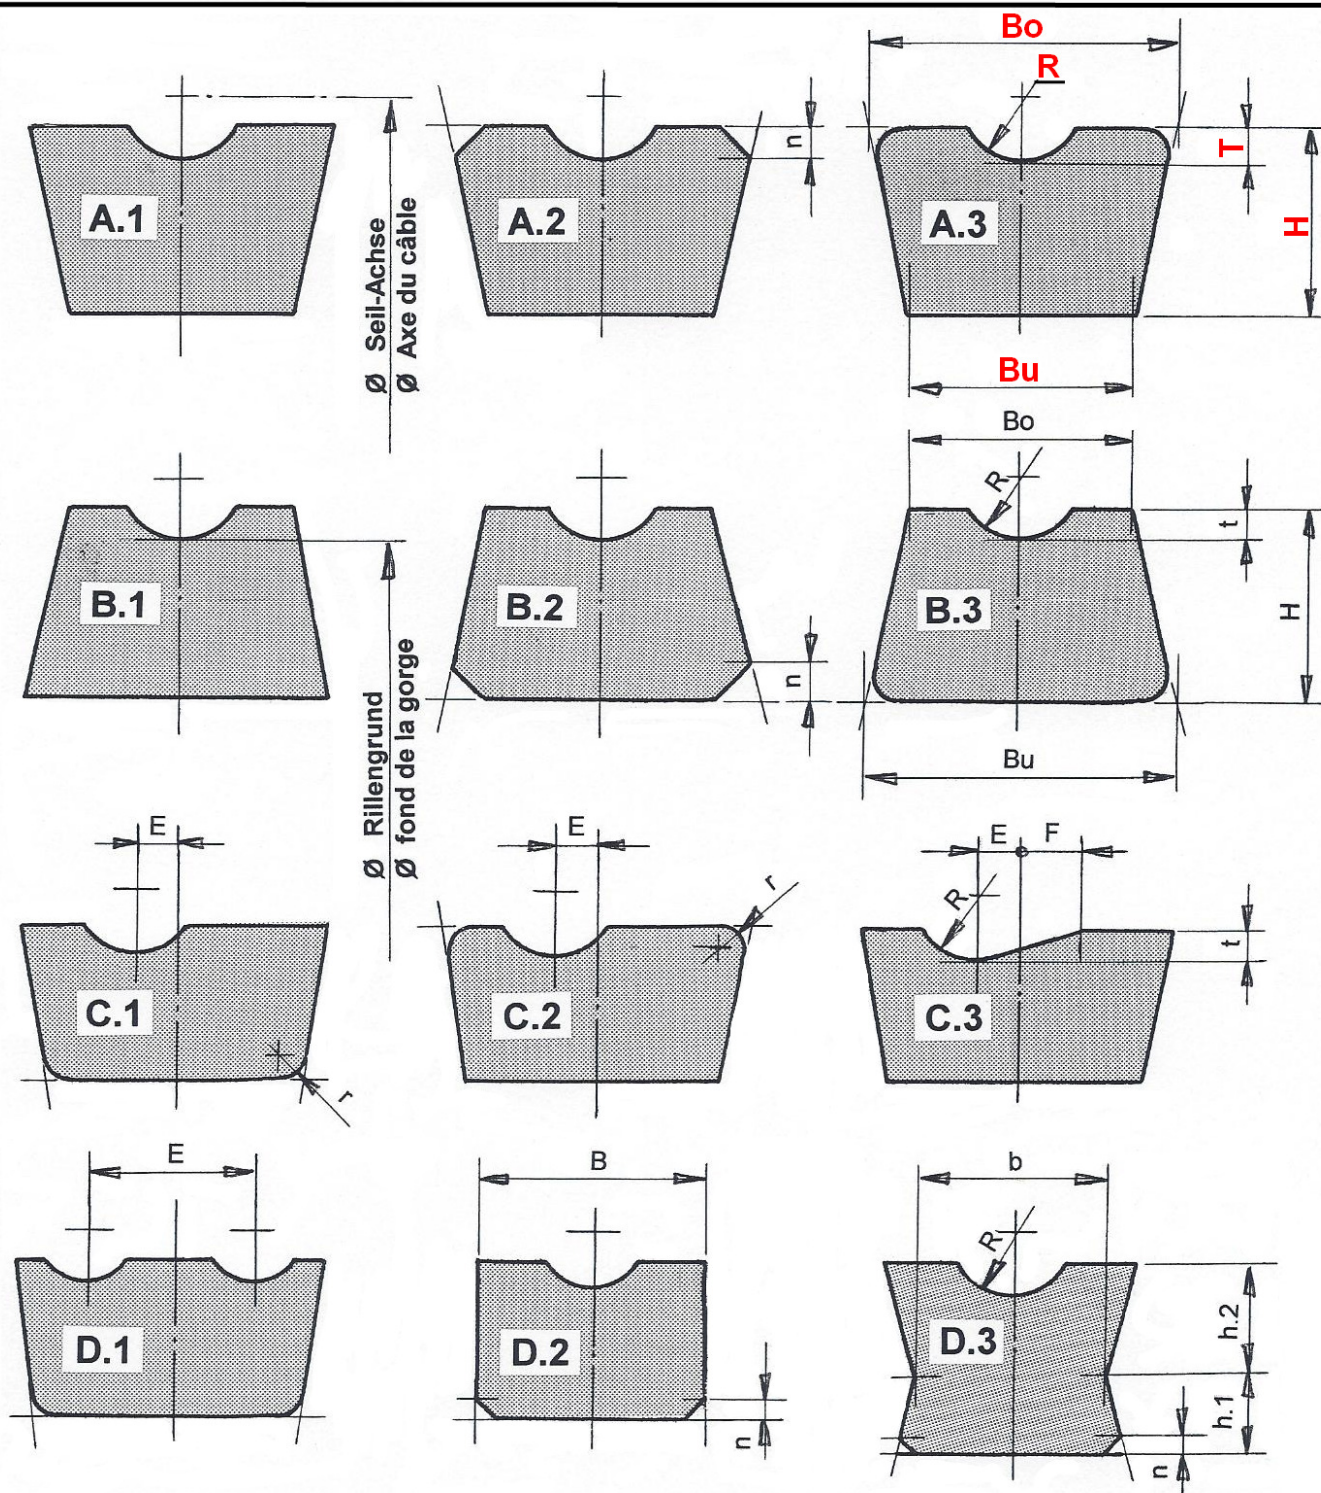 Bo
R
n
T
A.1
A.2
A.3
H
Ø Seil-Achse
Ø Axe du câble
Bu
Bo
R
t
B.1
B.2
B.3
H
n
Ø Rillengrund
Ø fond de la gorge
Bu
E
E
E F
r
R
t
C.1
C.2
C.3
r
E
B
b
R
h.2
D.1
D.2
D.3
h.1
n
n